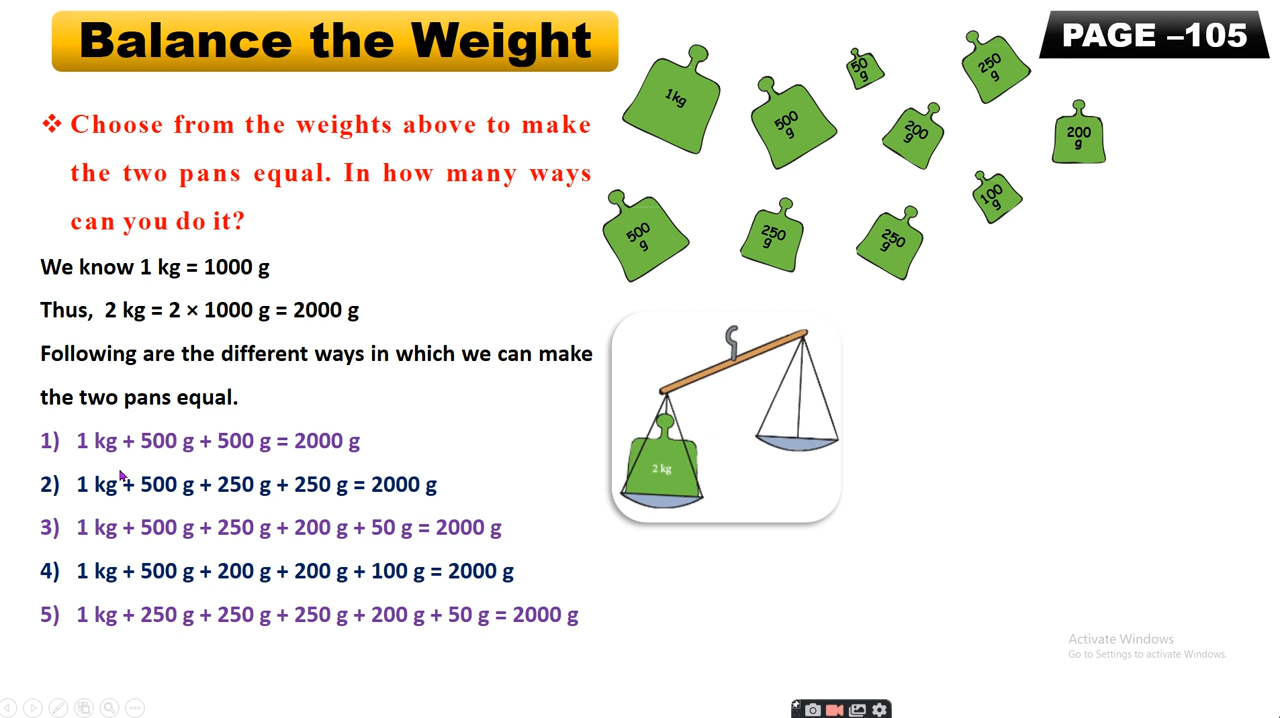 Balance the Weight
PAGE –105
❖ Choose from the weights above to make
the two pans equal. In how many ways
can you do it?
We know 1 kg = 1000 g
Thus, 2 kg = 2 × 1000 g = 2000 g
Following are the different ways in which we can make
the two pans equal.
1) 1 kg + 500 g + 500 g = 2000 g
2) 1 kg + 500 g + 250 g + 250 g = 2000 g
3) 1 kg + 500 g + 250 g + 200 g + 50 g = 2000 g
4) 1 kg + 500 g + 200 g + 200 g + 100 g = 2000 g
5) 1 kg + 250 g + 250 g + 250 g + 200 g + 50 g = 2000 g
1kg
500
g
50
g
200
g
250
g
200
g
100
g
500
g
250
g
250
g
2 kg
Activate Windows
Go to Settings to activate Windows.